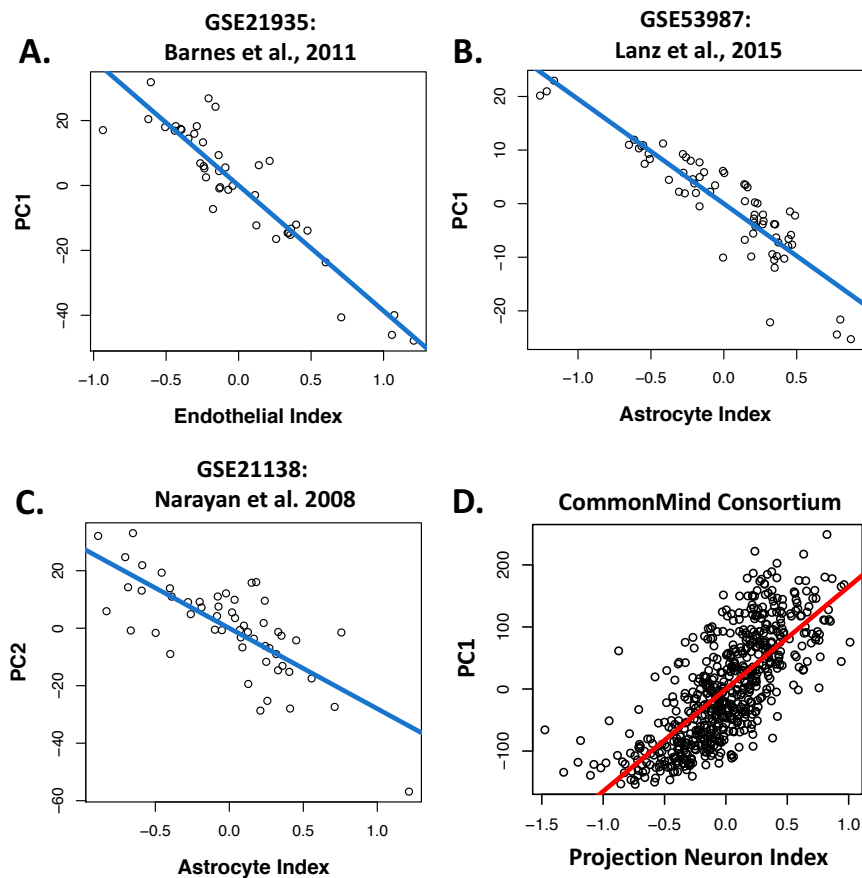 A.
GSE21935:
Barnes et al., 2011
PC1
20
0
-20
-40
-1.0 -0.5 0.0 0.5 1.0
Endothelial Index
B.
GSE53987:
Lanz et al., 2015
PC1
20
10
0
-10
-20
-1.0 -0.5 0.0 0.5
Astrocyte Index
C.
GSE21138:
Narayan et al. 2008
PC2
20
0
-20
-40
-60
-0.5 0.0 0.5 1.0
Astrocyte Index
D.
CommonMind Consortium
PC1
200
100
0
-100
-1.5 -1.0 -0.5 0.0 0.5 1.0
Projection Neuron Index